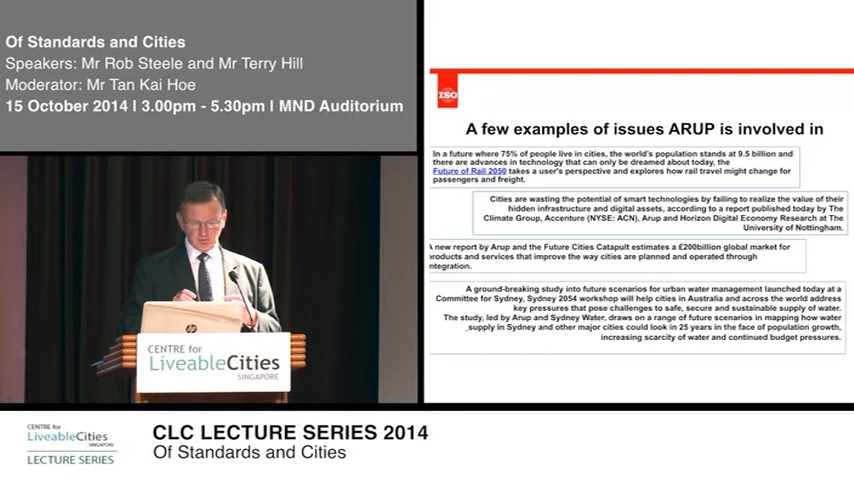 Of Standards and Cities
Speakers: Mr Rob Steele and Mr Terry Hill
Moderator: Mr Tan Kai Hoe
15 October 2014 | 3.00pm - 5.30pm | MND Auditorium
ISO
A few examples of issues ARUP is involved in
In a future where 75% of people live in cities, the world's population stands at 9.5 billion and
there are advances in technology that can only be dreamed about today, the
Future of Rail 2050 takes a user's perspective and explores how rail travel might change for
passengers and freight.
Cities are wasting the potential of smart technologies by failing to realize the value of their
hidden infrastructure and digital assets, according to a report published today by The
Climate Group, Accenture (NYSE: ACN), Arup and Horizon Digital Economy Research at The
University of Nottingham.
A new report by Arup and the Future Cities Catapult estimates a £200billion global market for
products and services that improve the way cities are planned and operated through
integration.
A ground-breaking study into future scenarios for urban water management launched today at a
Committee for Sydney, Sydney 2054 workshop will help cities in Australia and across the world address
key pressures that pose challenges to safe, secure and sustainable supply of water.
The study, led by Arup and Sydney Water, draws on a range of future scenarios in mapping how water
supply in Sydney and other major cities could look in 25 years in the face of population growth,
increasing scarcity of water and continued budget pressures.
hp
CENTRE for
LiveableCities
SINGAPORE
CENTRE for
LiveableCities
SINGAPORE
LECTURE SERIES
CLC LECTURE SERIES 2014
Of Standards and Cities